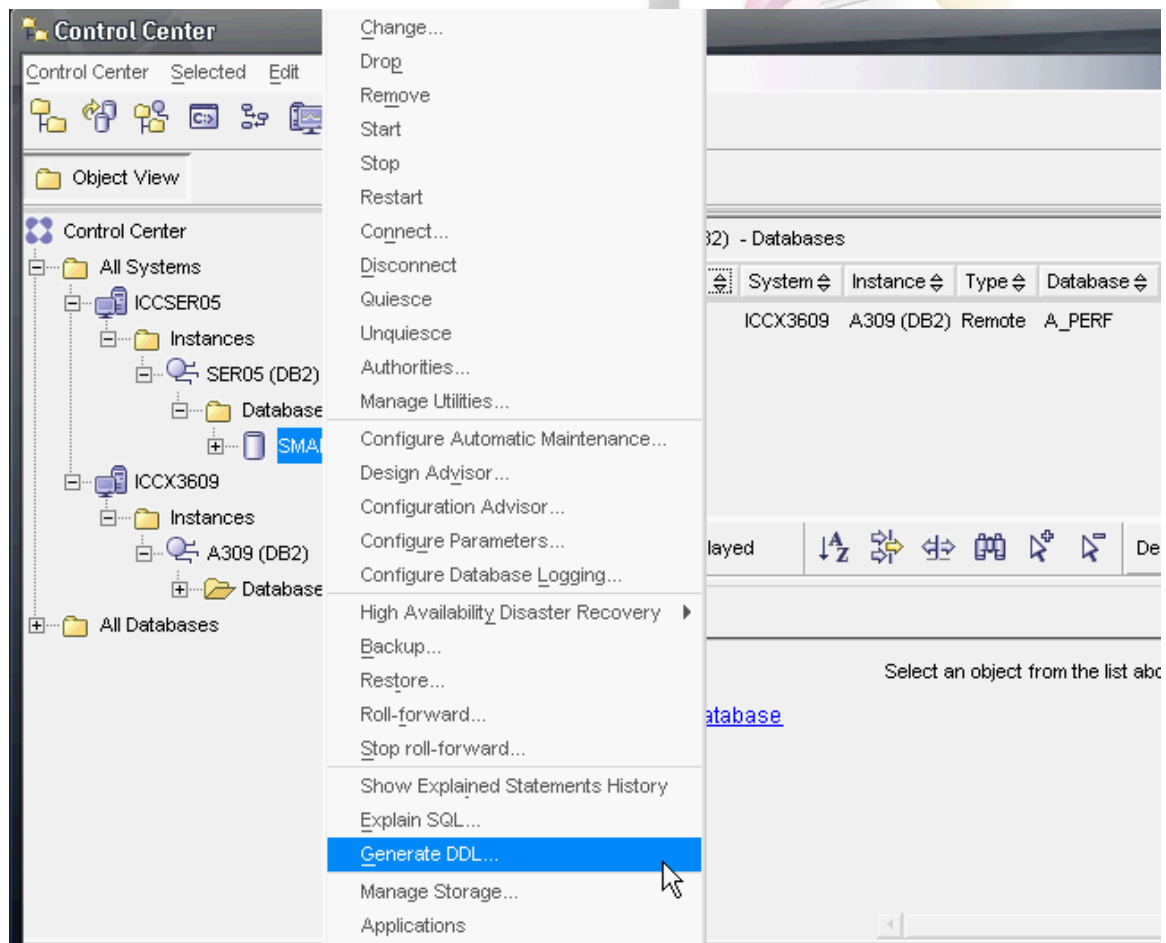 Control Center
Control Center Selected Edit
Object View
Control Center
All Systems
ICCSER05
Instances
SER05 (DB2)
Database
SMA
ICCX3609
Instances
A309 (DB2)
Database
All Databases
Change...
Drop
Remove
Start
Stop
Restart
Connect...
Disconnect
Quiesce
Unquiesce
Authorities...
Manage Utilities...
Configure Automatic Maintenance...
Design Advisor...
Configuration Advisor...
Configure Parameters...
Configure Database Logging...
High Availability Disaster Recovery
Backup...
Restore...
Roll-forward...
Stop roll-forward...
Show Explained Statements History
Explain SQL...
Generate DDL...
Manage Storage...
Applications
32) - Databases
System Instance Type Database
ICCX3609 A309 (DB2) Remote A_PERF
layed De
Select an object from the list abo
atabase